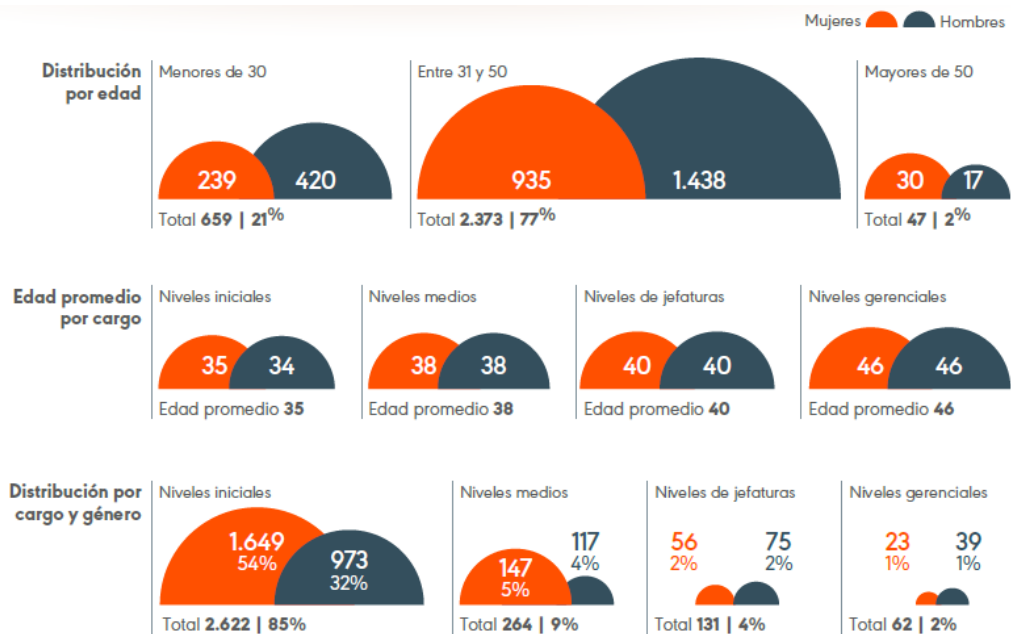 Mujeres Hombres
Distribución por edad
Menores de 30
239 420
Total 659 | 21%
Entre 31 y 50
935 1.438
Total 2.373 | 77%
Mayores de 50
30 17
Total 47 | 2%
Edad promedio por cargo
Niveles iniciales
35 34
Edad promedio 35
Niveles medios
38 38
Edad promedio 38
Niveles de jefaturas
40 40
Edad promedio 40
Niveles gerenciales
46 46
Edad promedio 46
Distribución por cargo y género
Niveles iniciales
1.649 54%
973 32%
Total 2.622 | 85%
Niveles medios
147 5%
117 4%
Total 264 | 9%
Niveles de jefaturas
56 2%
75 2%
Total 131 | 4%
Niveles gerenciales
23 1%
39 1%
Total 62 | 2%